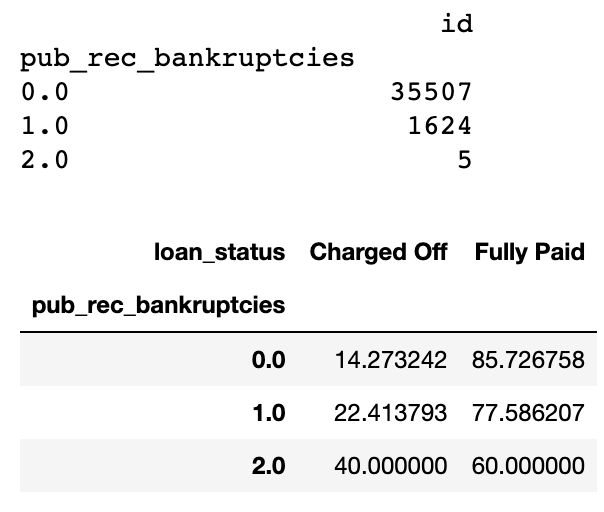 id
pub_rec_bankruptcies
0.0 35507
1.0 1624
2.0 5
loan_status Charged Off Fully Paid
pub_rec_bankruptcies
0.0 14.273242 85.726758
1.0 22.413793 77.586207
2.0 40.000000 60.000000